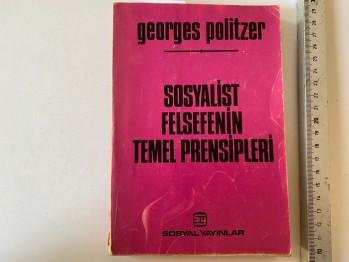 georges politzer
SOSYALİST
FELSEFENİN
TEMEL PRENSİPLERİ
SOSYAL YAYINLAR